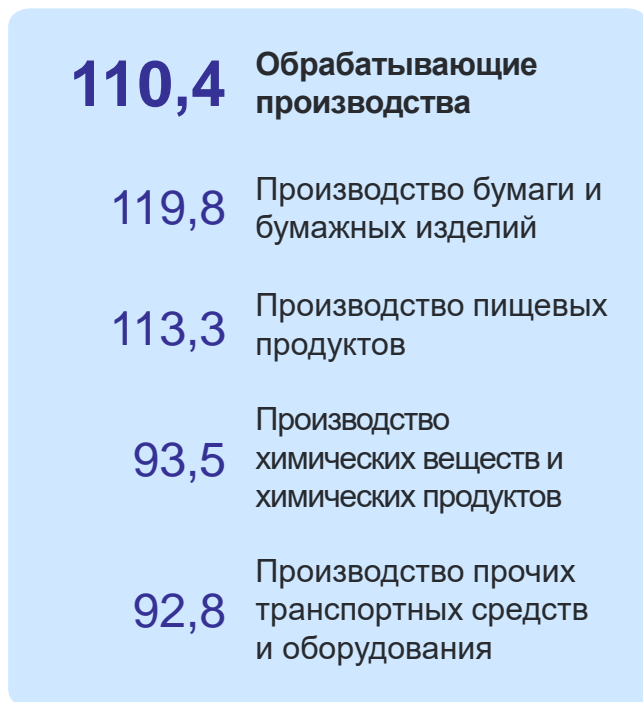 110,4 Обрабатывающие
производства
119,8 Производство бумаги и
бумажных изделий
113,3 Производство пищевых
продуктов
93,5 Производство
химических веществ и
химических продуктов
92,8 Производство прочих
транспортных средств
и оборудования